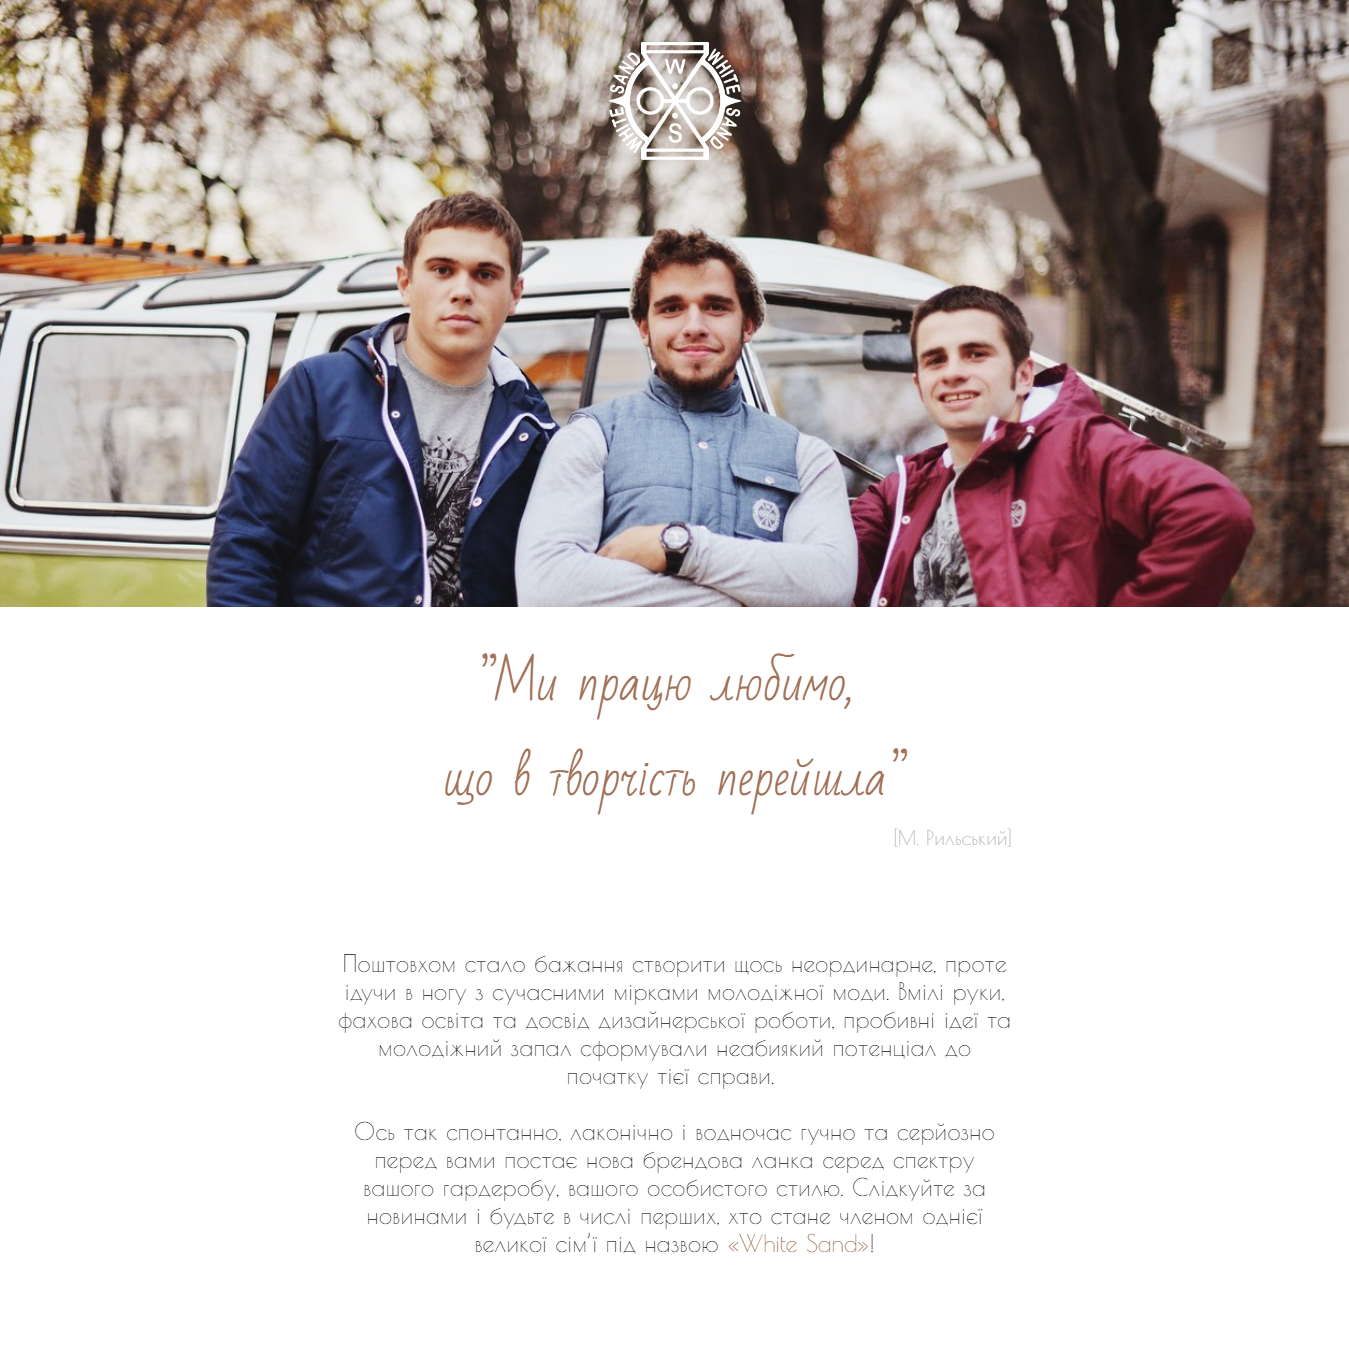 WHITE SAND
WHITE SAND
W
S
"Ми працю любимо,
що в творчість перейшла"
[М. Рильський]
Поштовхом стало бажання створити щось неординарне, проте
ідучи в ногу з сучасними мірками молодіжної моди. Вмілі руки,
фахова освіта та досвід дизайнерської роботи, пробивні ідеї та
молодіжний запал сформували неабиякий потенціал до
початку тієї справи.
Ось так спонтанно, лаконічно і водночас гучно та серйозно
перед вами постає нова брендова ланка серед спектру
вашого гардеробу, вашого особистого стилю. Слідкуйте за
новинами і будьте в числі перших, хто стане членом однієї
великої сім'ї під назвою «White Sand»!